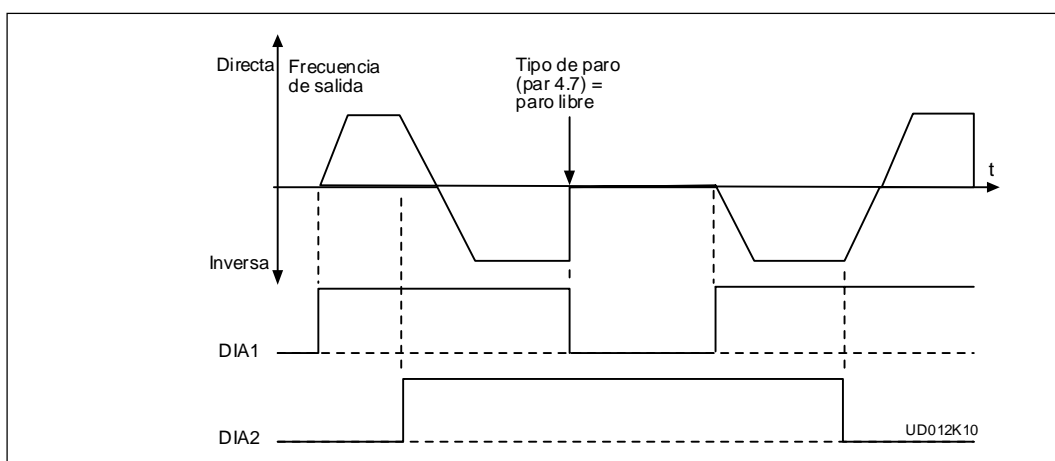 Directa
Frecuencia
de salida
Tipo de paro
(par 4.7) =
paro libre
t
Inversa
DIA1
DIA2
UD012K10